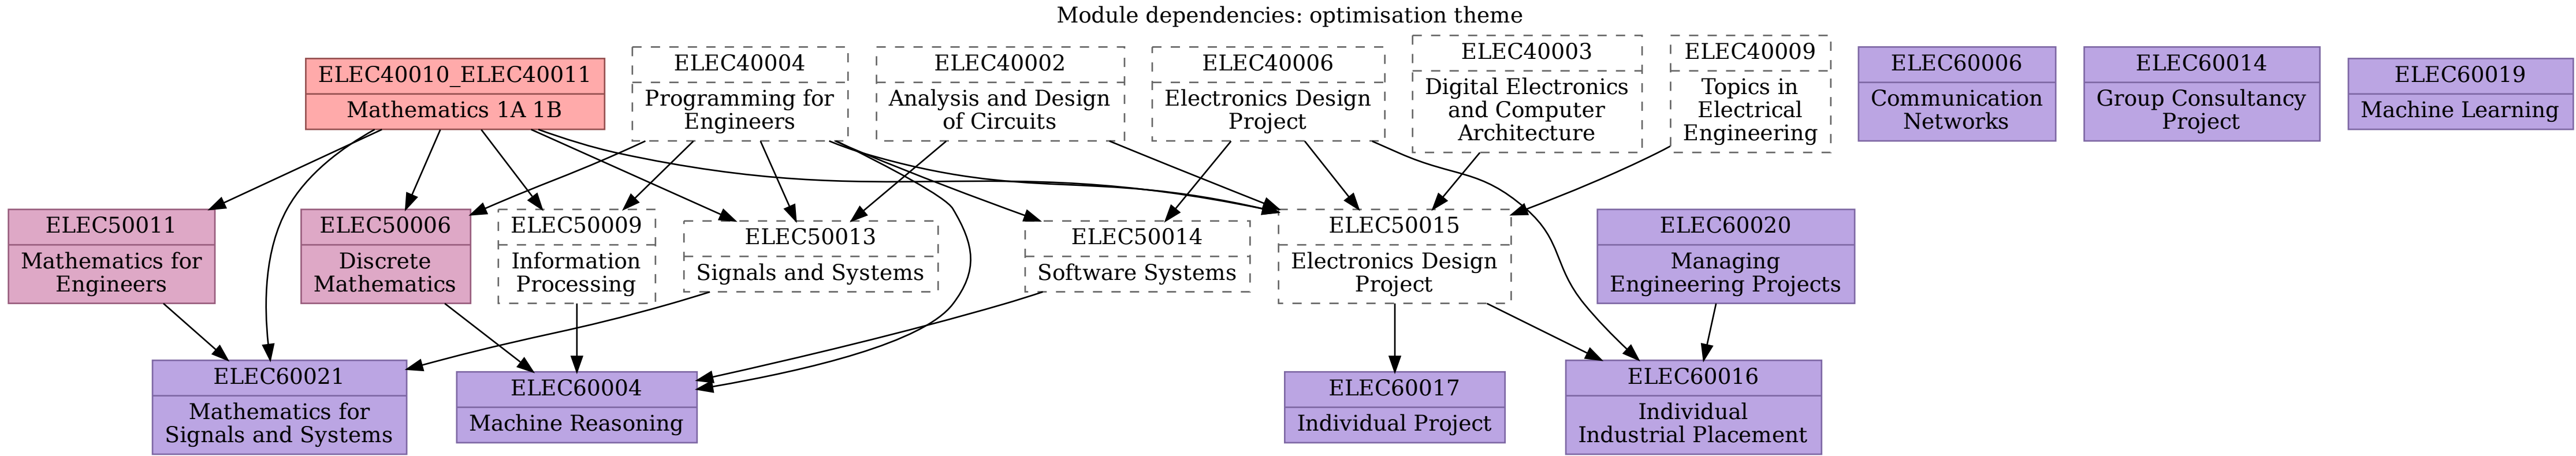 Module dependencies: optimisation theme
ELEC40010_ELEC40011
Mathematics 1A 1B
ELEC40004
Programming for
Engineers
ELEC40002
Analysis and Design
of Circuits
ELEC40006
Electronics Design
Project
ELEC40003
Digital Electronics
and Computer
Architecture
ELEC40009
Topics in
Electrical
Engineering
ELEC60006
Communication
Networks
ELEC60014
Group Consultancy
Project
ELEC60019
Machine Learning
ELEC50011
Mathematics for
Engineers
ELEC50006
Discrete
Mathematics
ELEC50009
Information
Processing
ELEC50013
Signals and Systems
ELEC50014
Software Systems
ELEC50015
Electronics Design
Project
ELEC60020
Managing
Engineering Projects
ELEC60021
Mathematics for
Signals and Systems
ELEC60004
Machine Reasoning
ELEC60017
Individual Project
ELEC60016
Individual
Industrial Placement